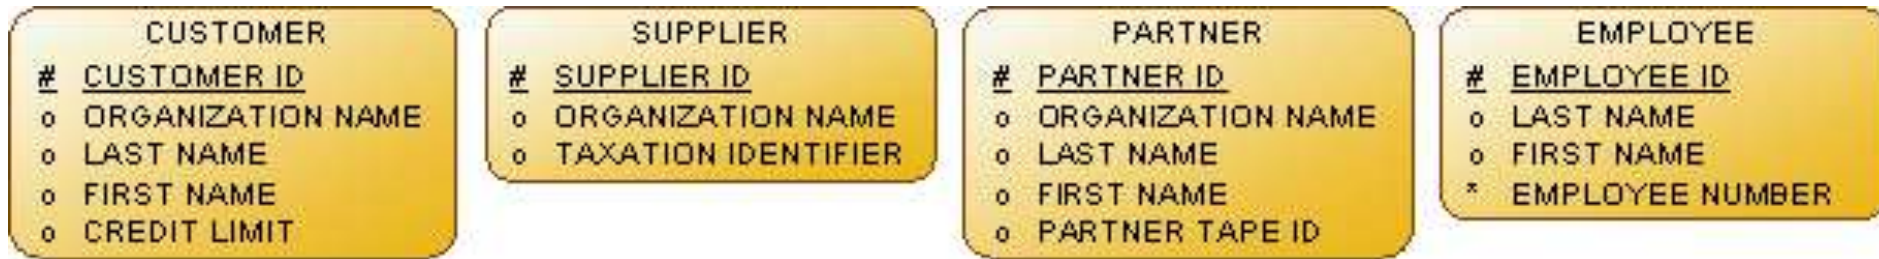 CUSTOMER
# CUSTOMER ID
o ORGANIZATION NAME
o LAST NAME
o FIRST NAME
o CREDIT LIMIT
SUPPLIER
# SUPPLIER ID
o ORGANIZATION NAME
o TAXATION IDENTIFIER
PARTNER
# PARTNER ID
o ORGANIZATION NAME
o LAST NAME
o FIRST NAME
o PARTNER TAPE ID
EMPLOYEE
# EMPLOYEE ID
o LAST NAME
o FIRST NAME
* EMPLOYEE NUMBER